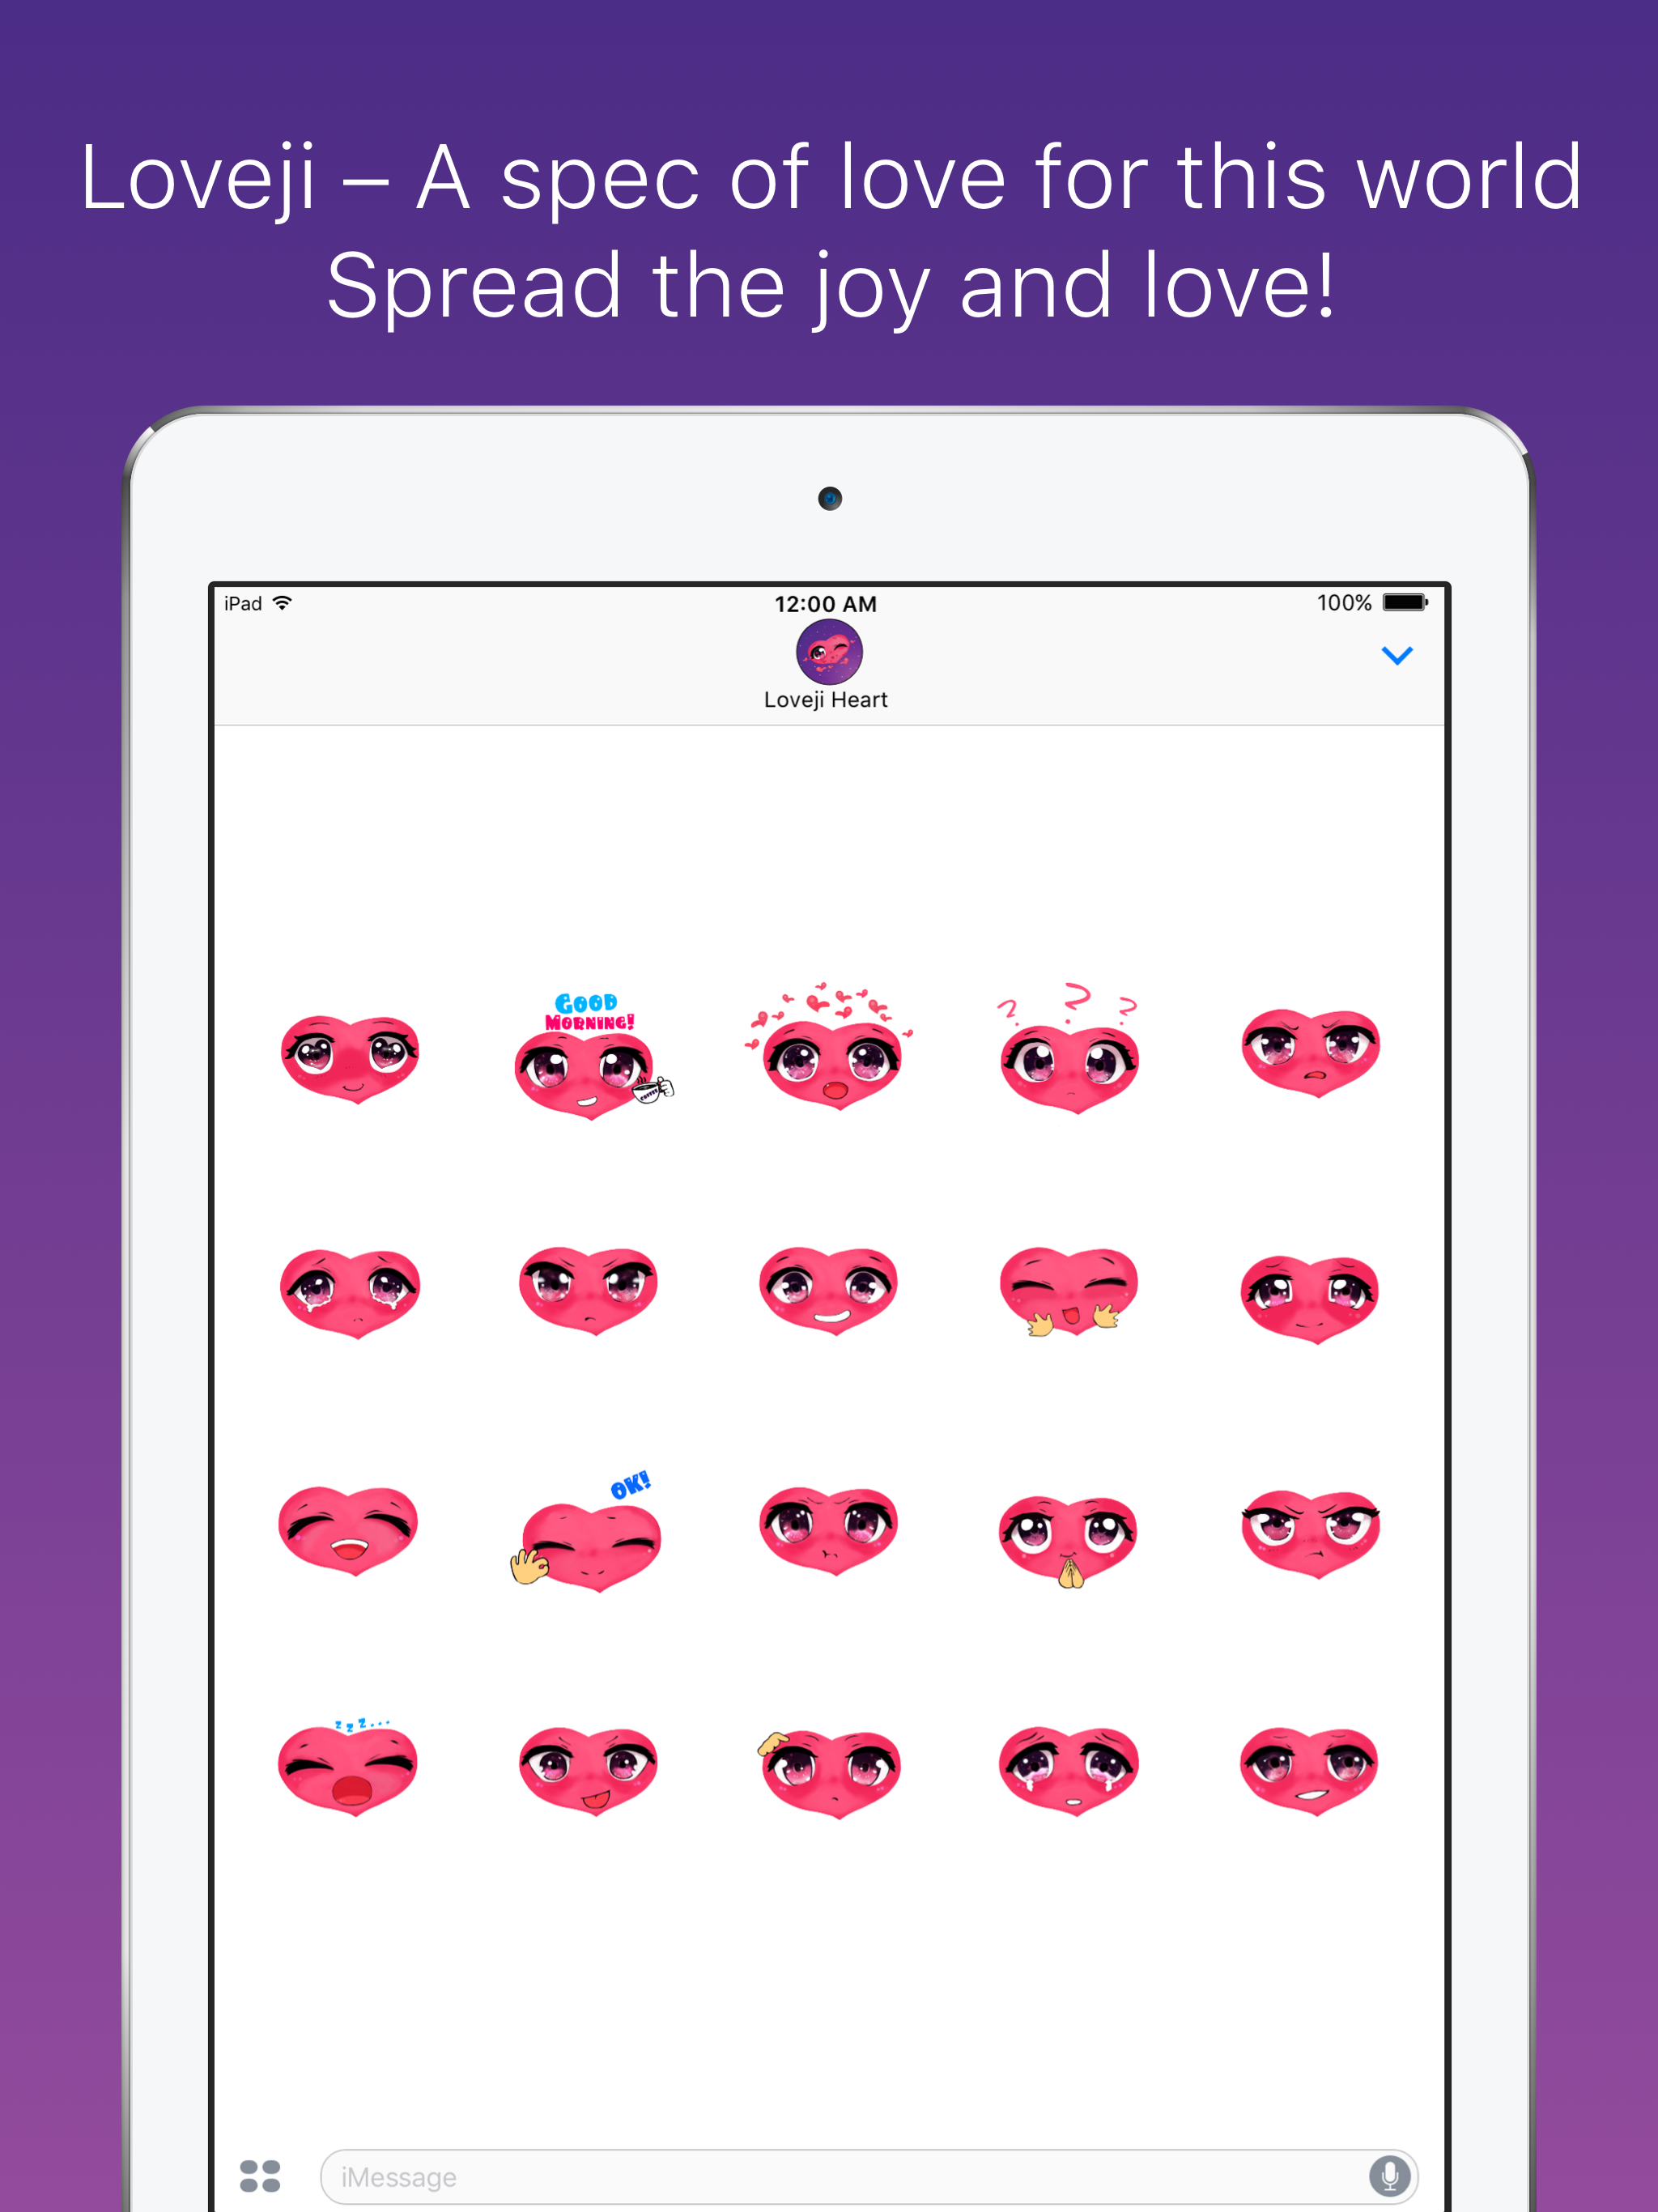 Loveji – A spec of love for this world
Spread the joy and love!
iPad
12:00 AM
100%
Loveji Heart
GOOD
MORNING!
COFFEE
? ? ?
OK!
z z z...
iMessage